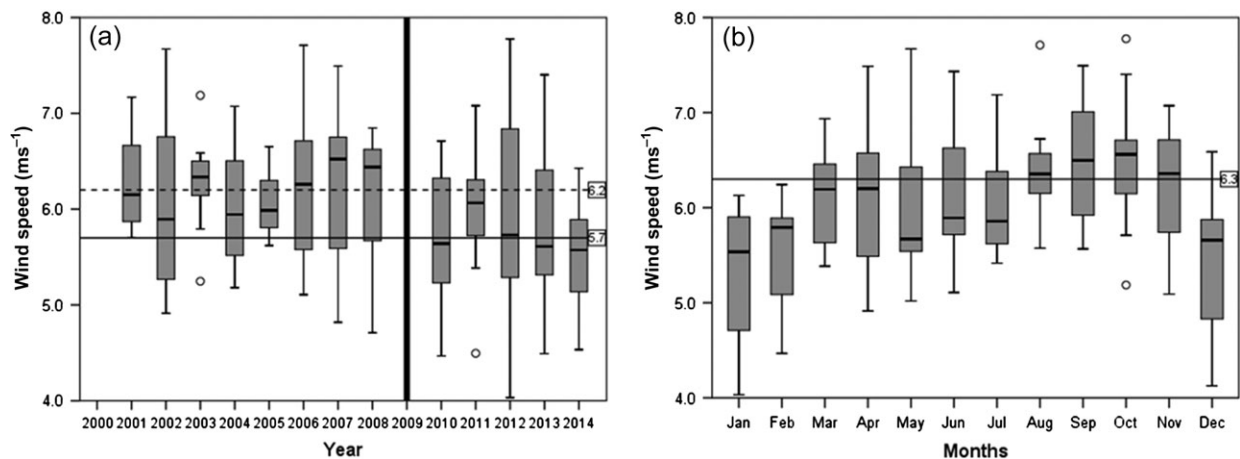 (a)
8.0
7.0
6.0
5.0
4.0
Wind speed (ms⁻¹)
6.2
5.7
2000 2001 2002 2003 2004 2005 2006 2007 2008 2009 2010 2011 2012 2013 2014
Year
(b)
8.0
7.0
6.0
5.0
4.0
Wind speed (ms⁻¹)
6.3
Jan Feb Mar Apr May Jun Jul Aug Sep Oct Nov Dec
Months